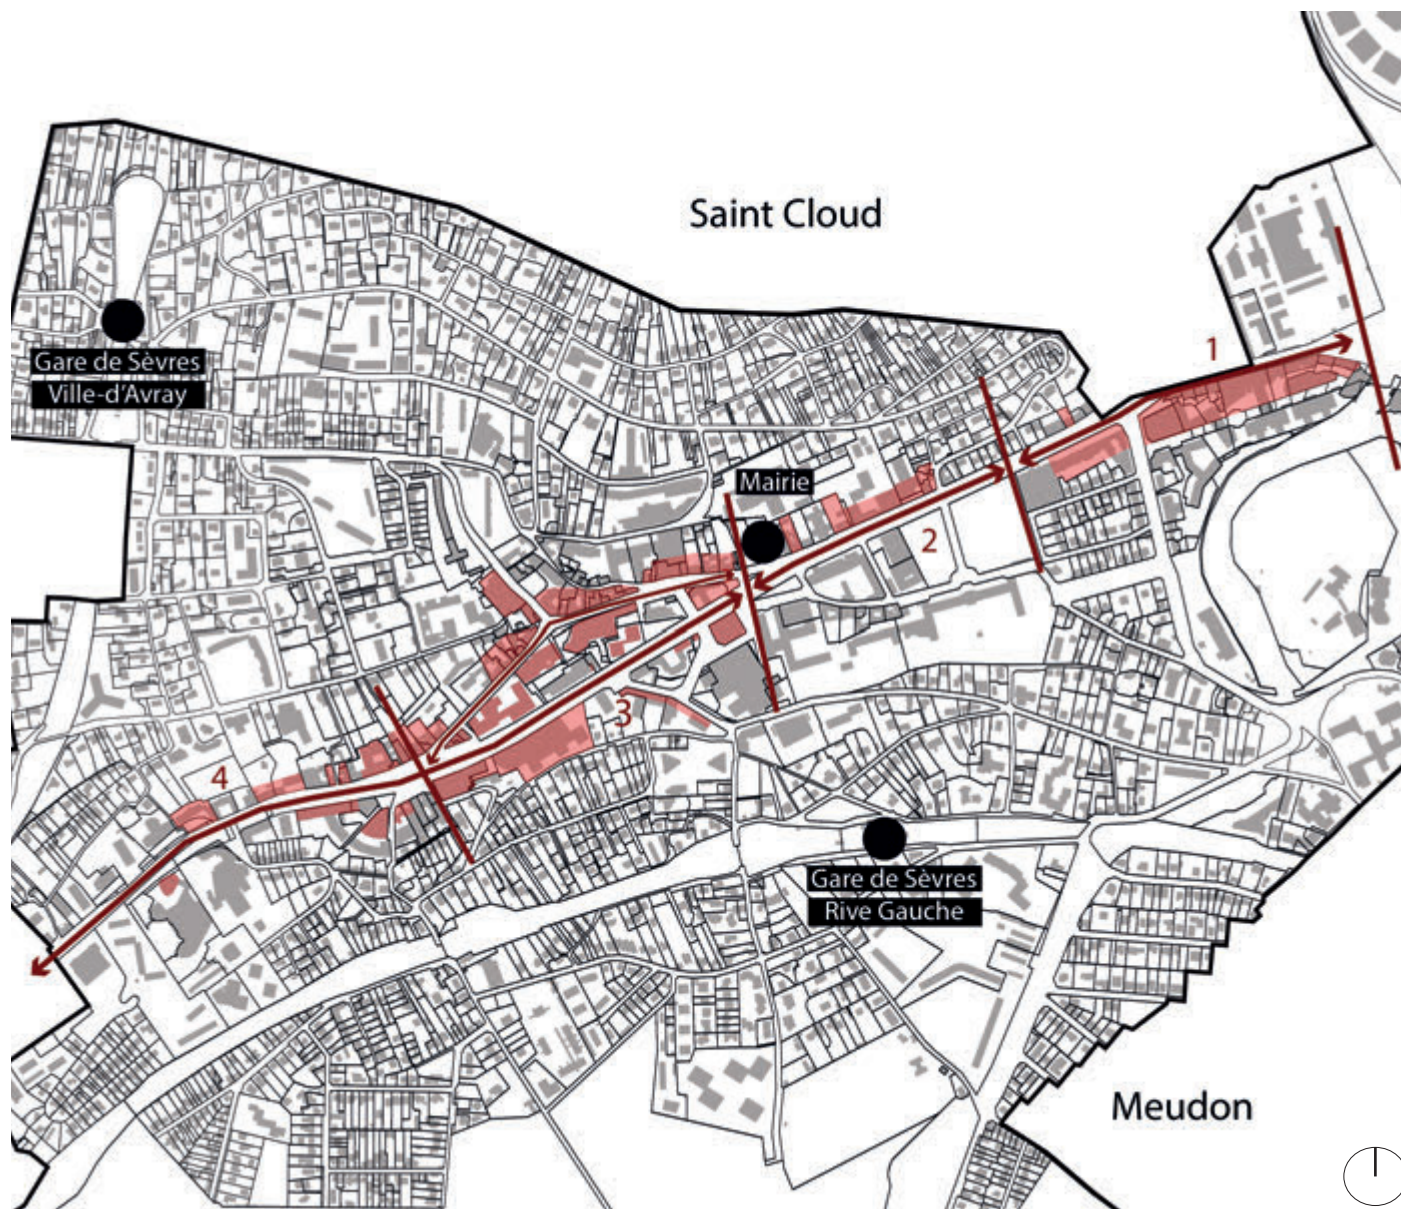 Saint Cloud
1
Gare de Sèvres
Ville-d'Avray
Mairie
2
3
4
Gare de Sèvres
Rive Gauche
Meudon